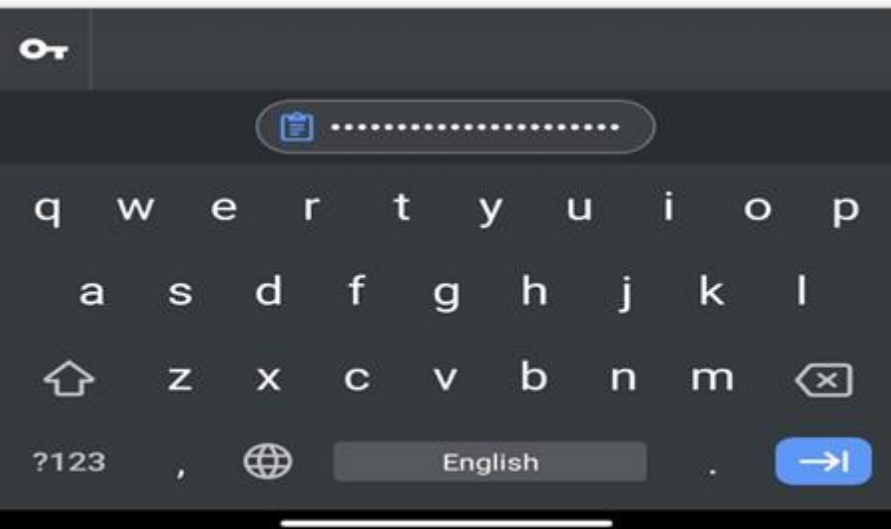 ••••••••••••••••••••••
q w e r t y u i o p
a s d f g h j k l
z x c v b n m
?123 , English .